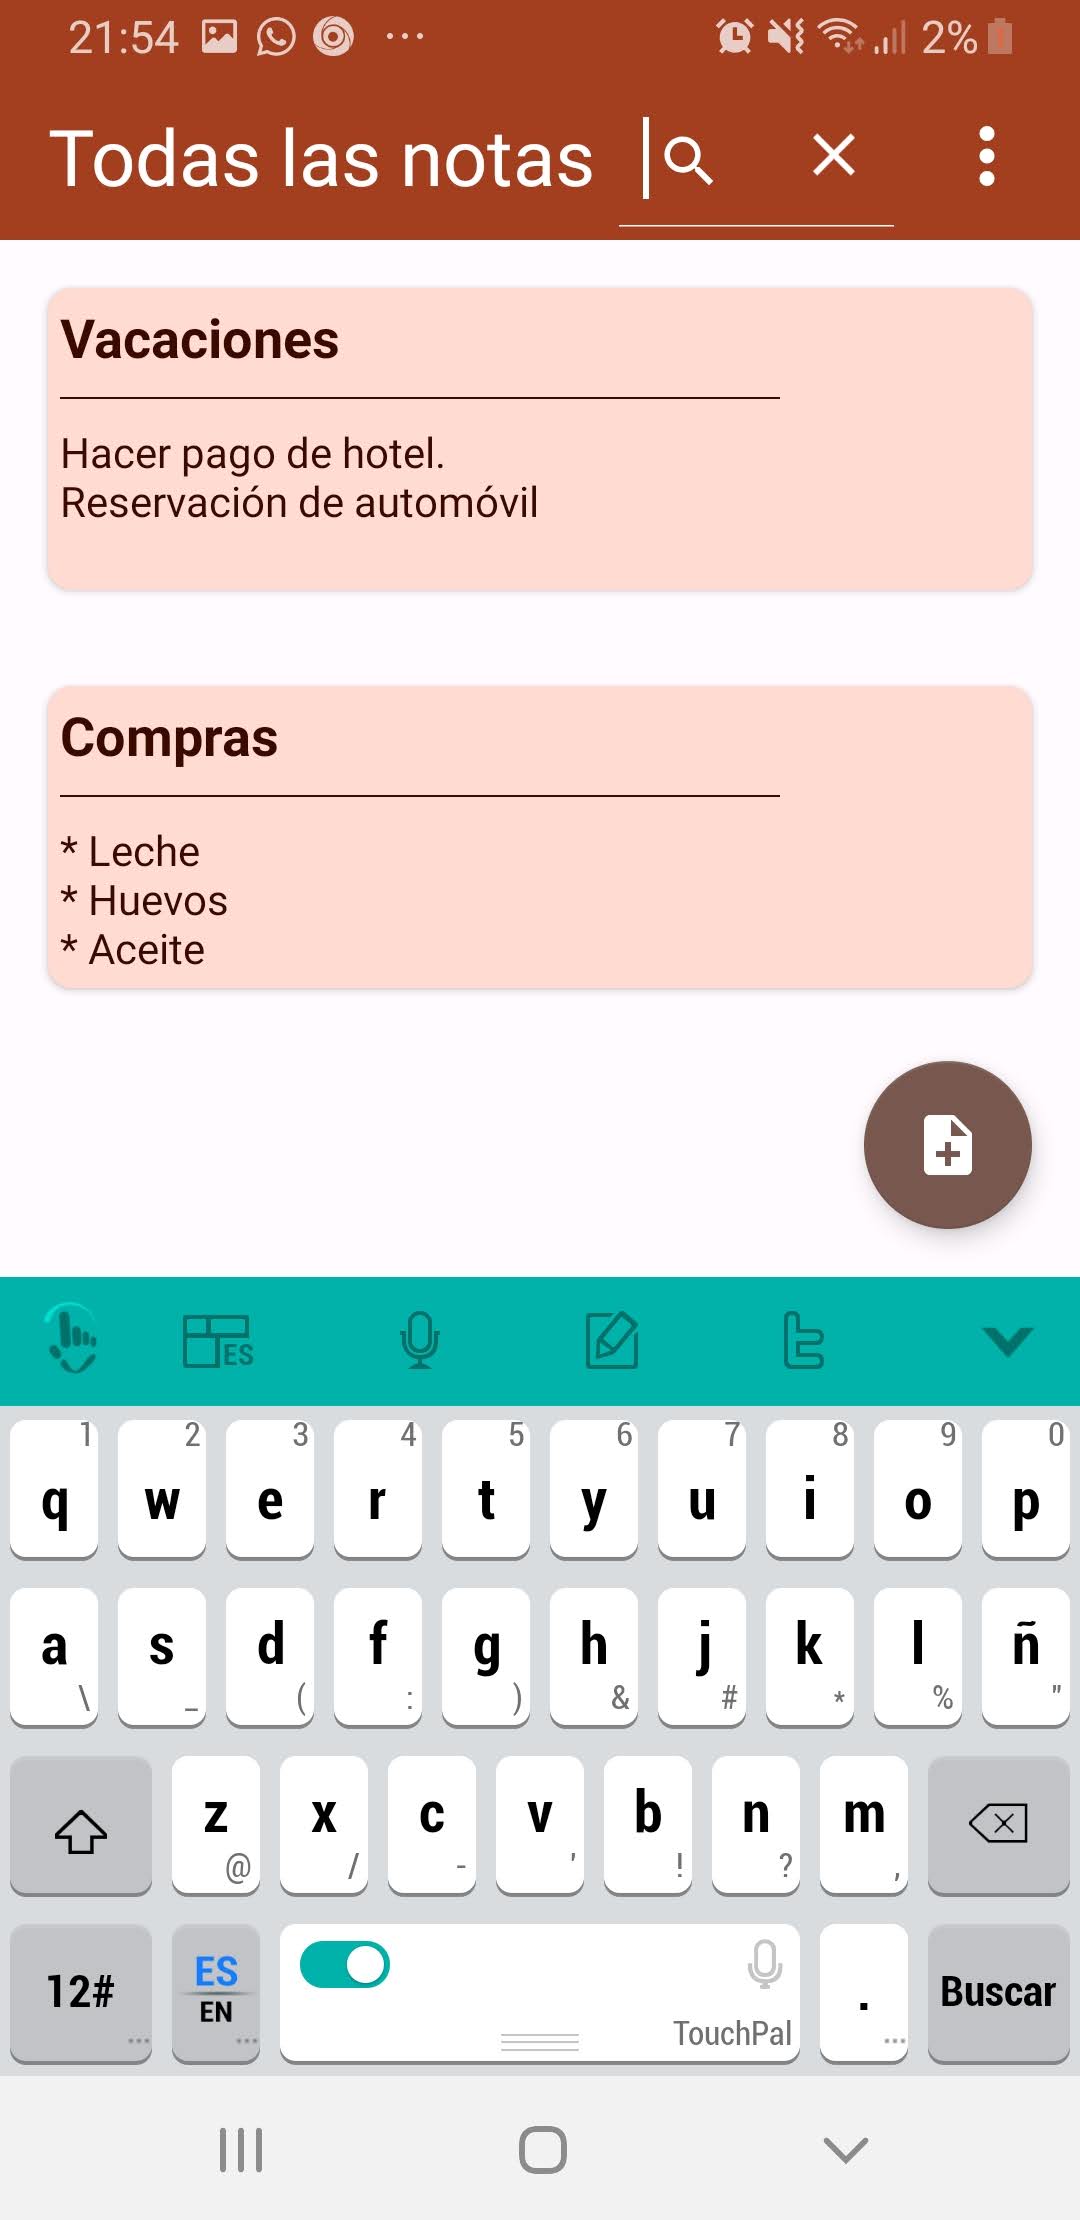 21:54 2%
Todas las notas
Vacaciones
Hacer pago de hotel.
Reservación de automóvil
Compras
* Leche
* Huevos
* Aceite
ES
1 2 3 4 5 6 7 8 9 0
q w e r t y u i o p
a s d f g h j k l ñ
\ _ ( : ) & # * % "
z x c v b n m
@ / - ' ! ? ,
12# ES EN TouchPal . Buscar